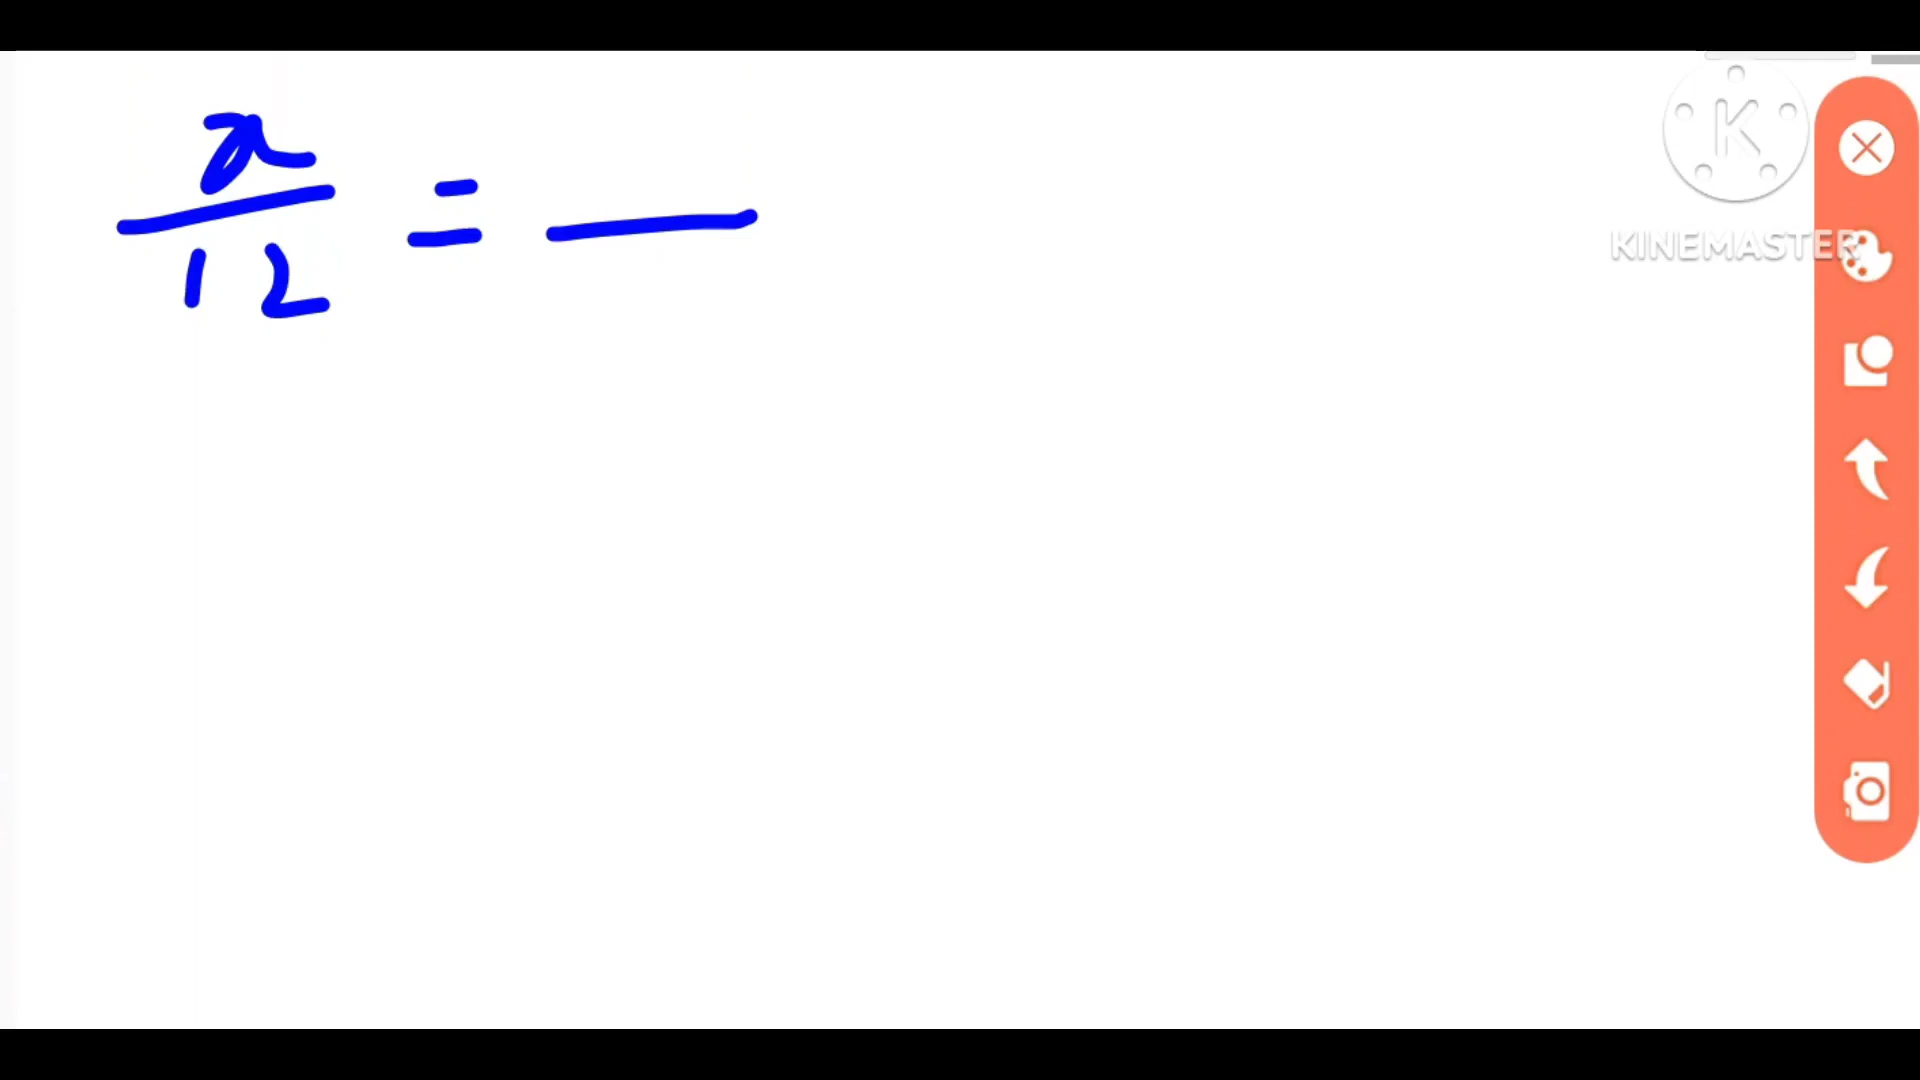 a/12 = —
KINEMASTER